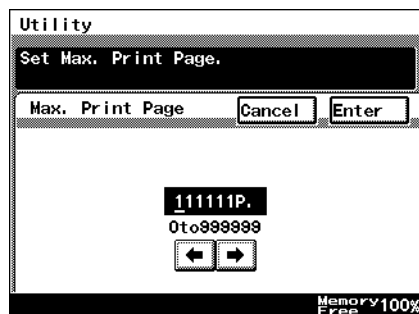 Utility
Set Max. Print Page.
Max. Print Page Cancel Enter
111111P.
0to999999
Memory
Free 100%